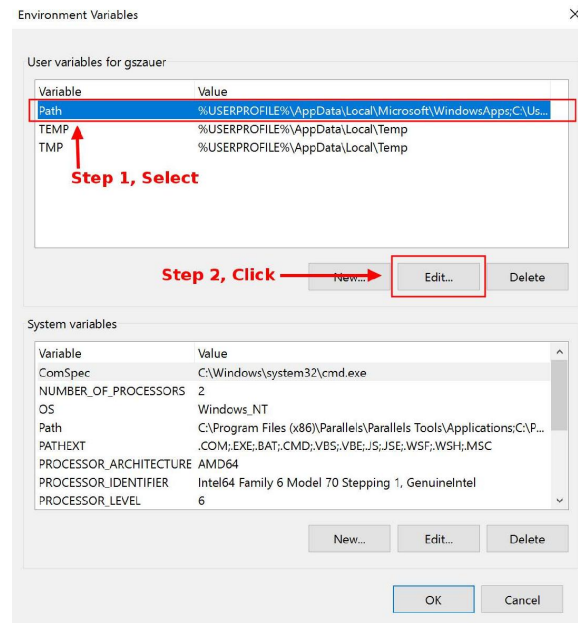 Environment Variables
User variables for gszauer
Variable Value
Path %USERPROFILE%\AppData\Local\Microsoft\WindowsApps;C:\Us...
TEMP %USERPROFILE%\AppData\Local\Temp
TMP %USERPROFILE%\AppData\Local\Temp
Step 1, Select
Step 2, Click New... Edit... Delete
System variables
Variable Value
ComSpec C:\Windows\system32\cmd.exe
NUMBER_OF_PROCESSORS 2
OS Windows_NT
Path C:\Program Files (x86)\Parallels\Parallels Tools\Applications;C:\P...
PATHEXT .COM;.EXE;.BAT;.CMD;.VBS;.VBE;.JS;.JSE;.WSF;.WSH;.MSC
PROCESSOR_ARCHITECTURE AMD64
PROCESSOR_IDENTIFIER Intel64 Family 6 Model 70 Stepping 1, GenuineIntel
PROCESSOR_LEVEL 6
New... Edit... Delete
OK Cancel